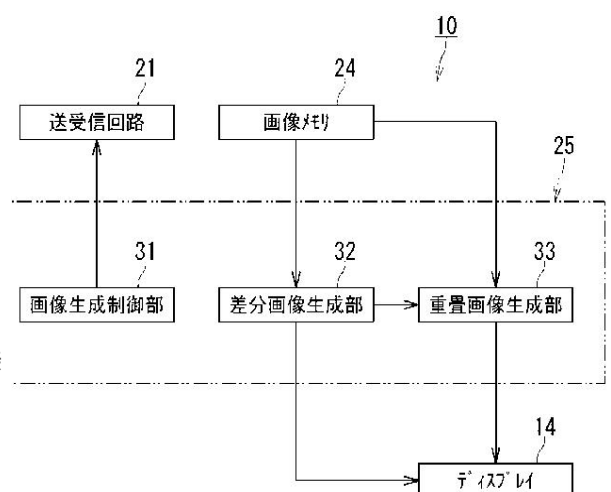 10
21
24
送受信回路
画像ﾒﾓﾘ
25
31
32
33
画像生成制御部
差分画像生成部
重畳画像生成部
14
ﾃﾞｨｽﾌﾟﾚｲ